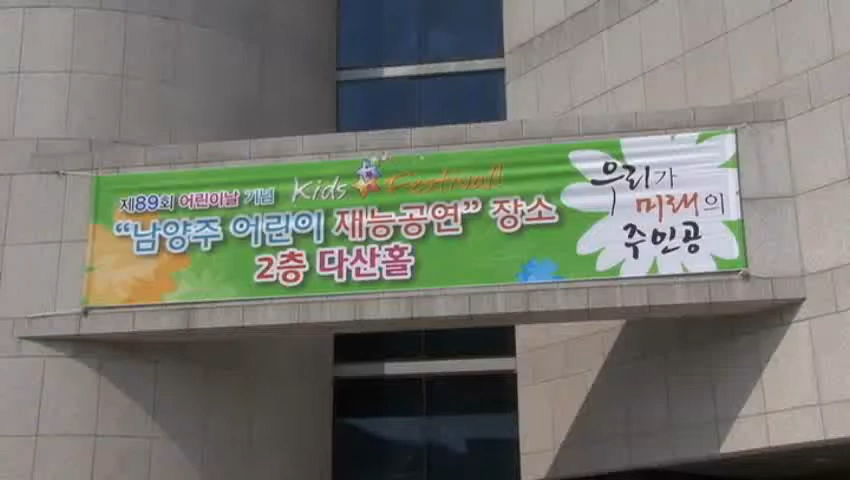 제89회 어린이날 기념 Kids Festival!
“남양주 어린이 재능공연” 장소
2층 다산홀
우리가
미래의
주인공